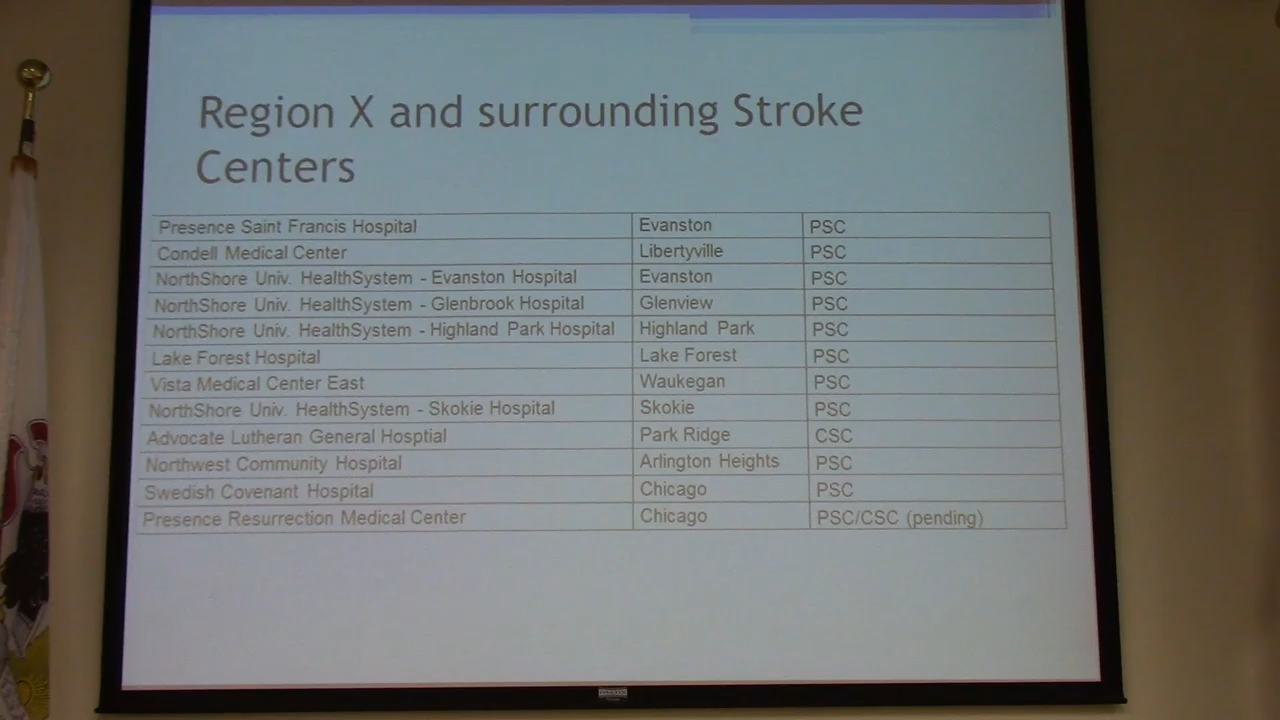 Region X and surrounding Stroke
Centers
Presence Saint Francis Hospital Evanston PSC
Condell Medical Center Libertyville PSC
NorthShore Univ. HealthSystem - Evanston Hospital Evanston PSC
NorthShore Univ. HealthSystem - Glenbrook Hospital Glenview PSC
NorthShore Univ. HealthSystem - Highland Park Hospital Highland Park PSC
Lake Forest Hospital Lake Forest PSC
Vista Medical Center East Waukegan PSC
NorthShore Univ. HealthSystem - Skokie Hospital Skokie PSC
Advocate Lutheran General Hosptial Park Ridge CSC
Northwest Community Hospital Arlington Heights PSC
Swedish Covenant Hospital Chicago PSC
Presence Resurrection Medical Center Chicago PSC/CSC (pending)